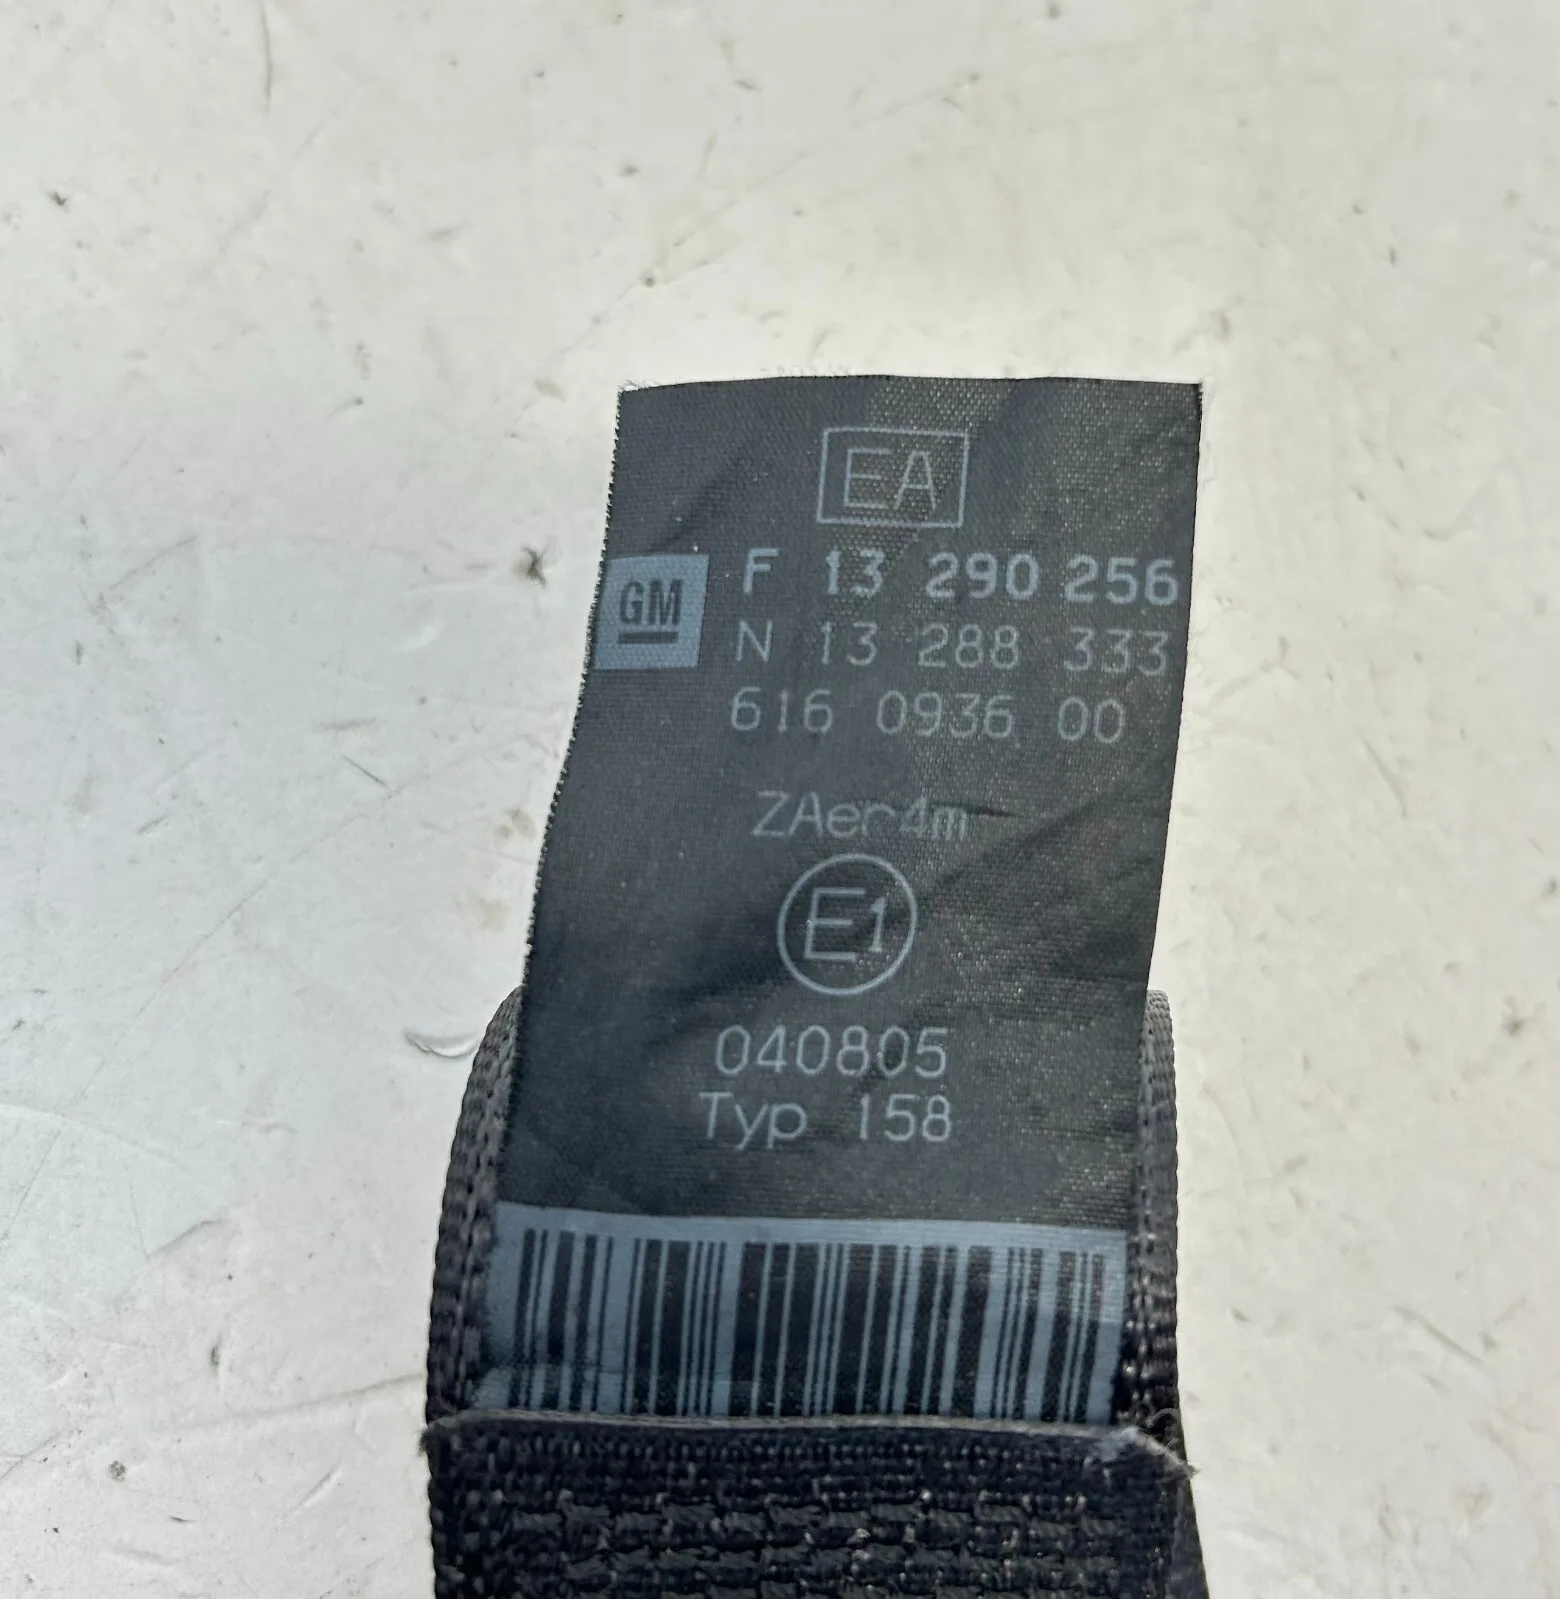 EA
GM
F 13 290 256
N 13 288 333
616 0936 00
ZAer4m
E1
040805
Typ 158